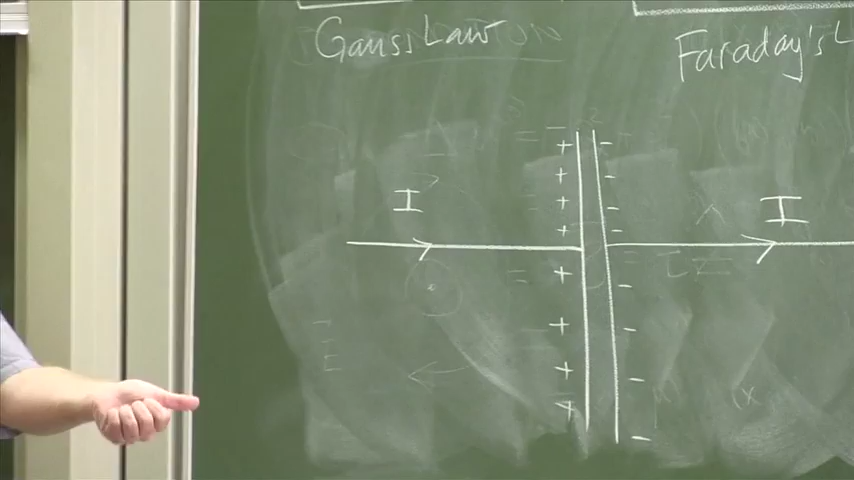 Gauss Law
Faraday's L
I
I
+ −
+ −
+ −
+ −
+ −
+ −
+ −
+ −